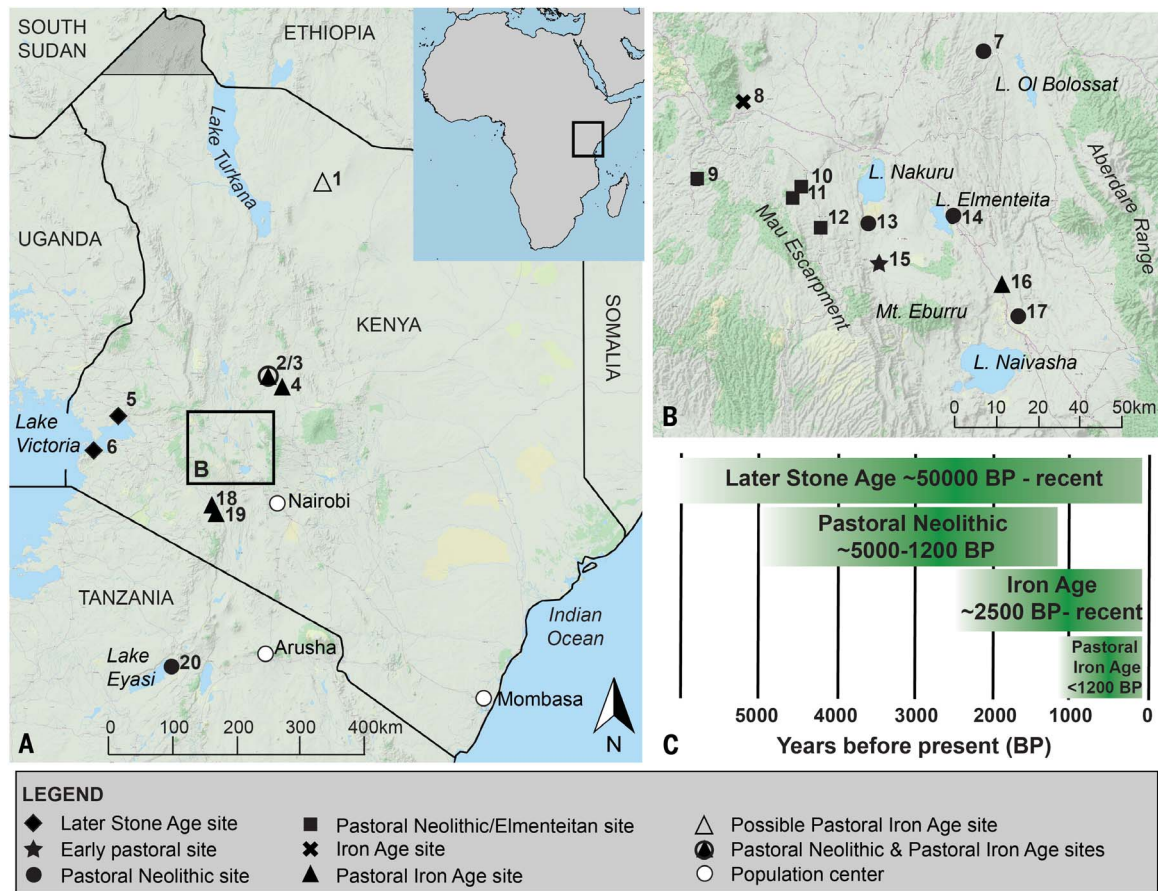 SOUTH
SUDAN
ETHIOPIA
Lake Turkana
1
UGANDA
KENYA
SOMALIA
2/3
4
5
Lake
Victoria
6
B
18
19
Nairobi
TANZANIA
Indian
Ocean
Lake
Eyasi
20
Arusha
Mombasa
0 100 200 300 400km
A
N
7
L. Ol Bolossat
8
Aberdare Range
9
10
11
L. Nakuru
L. Elmenteita
12
13
14
Mau Escarpment
15
16
Mt. Eburru
17
L. Naivasha
0 10 20 50km
B
Later Stone Age ~50000 BP - recent
Pastoral Neolithic
~5000-1200 BP
Iron Age
~2500 BP- recent
Pastoral
Iron Age
<1200 BP
5000 4000 3000 2000 1000 0
C
Years before present (BP)
LEGEND
Later Stone Age site
Early pastoral site
Pastoral Neolithic site
Pastoral Neolithic/Elmenteitan site
Iron Age site
Pastoral Iron Age site
Possible Pastoral Iron Age site
Pastoral Neolithic & Pastoral Iron Age sites
Population center